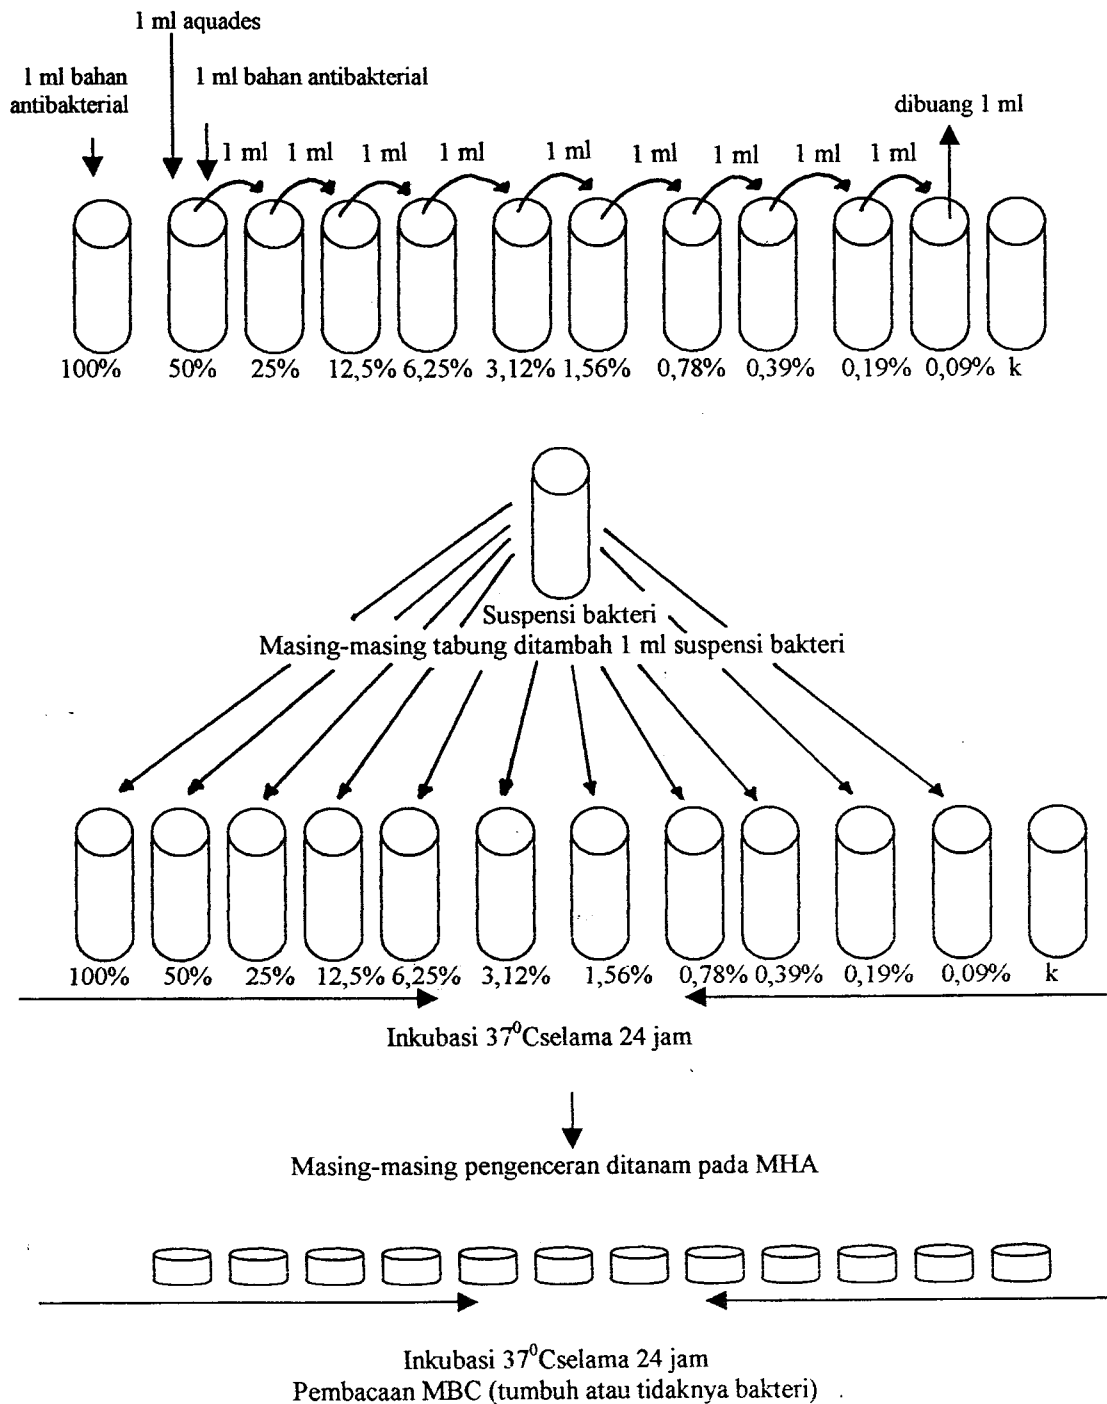 1 ml aquades
1 ml bahan
antibakterial
1 ml bahan antibakterial
dibuang 1 ml
1 ml 1 ml 1 ml 1 ml 1 ml 1 ml 1 ml 1 ml 1 ml
100% 50% 25% 12,5% 6,25% 3,12% 1,56% 0,78% 0,39% 0,19% 0,09% k
Suspensi bakteri
Masing-masing tabung ditambah 1 ml suspensi bakteri
100% 50% 25% 12,5% 6,25% 3,12% 1,56% 0,78% 0,39% 0,19% 0,09% k
Inkubasi 37⁰Cselama 24 jam
Masing-masing pengenceran ditanam pada MHA
Inkubasi 37⁰Cselama 24 jam
Pembacaan MBC (tumbuh atau tidaknya bakteri)